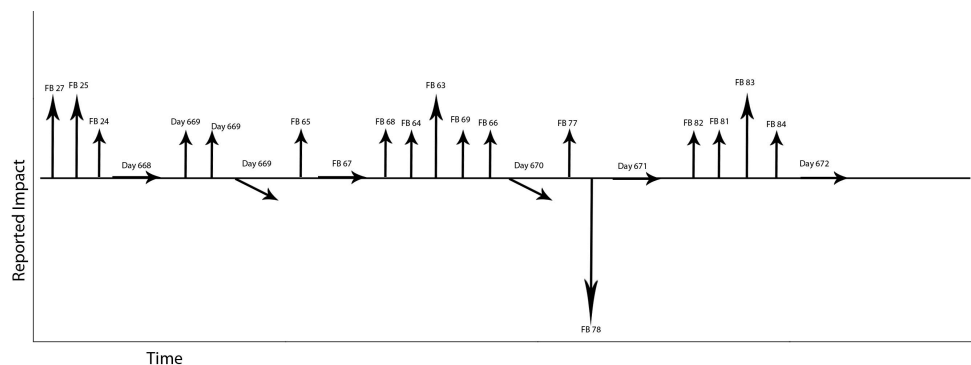 FB 27
FB 25
FB 24
Day 668
Day 669
Day 669
Day 669
FB 65
FB 67
FB 68
FB 64
FB 63
FB 69
FB 66
Day 670
FB 77
FB 78
Day 671
FB 82
FB 81
FB 83
FB 84
Day 672
Reported Impact
Time